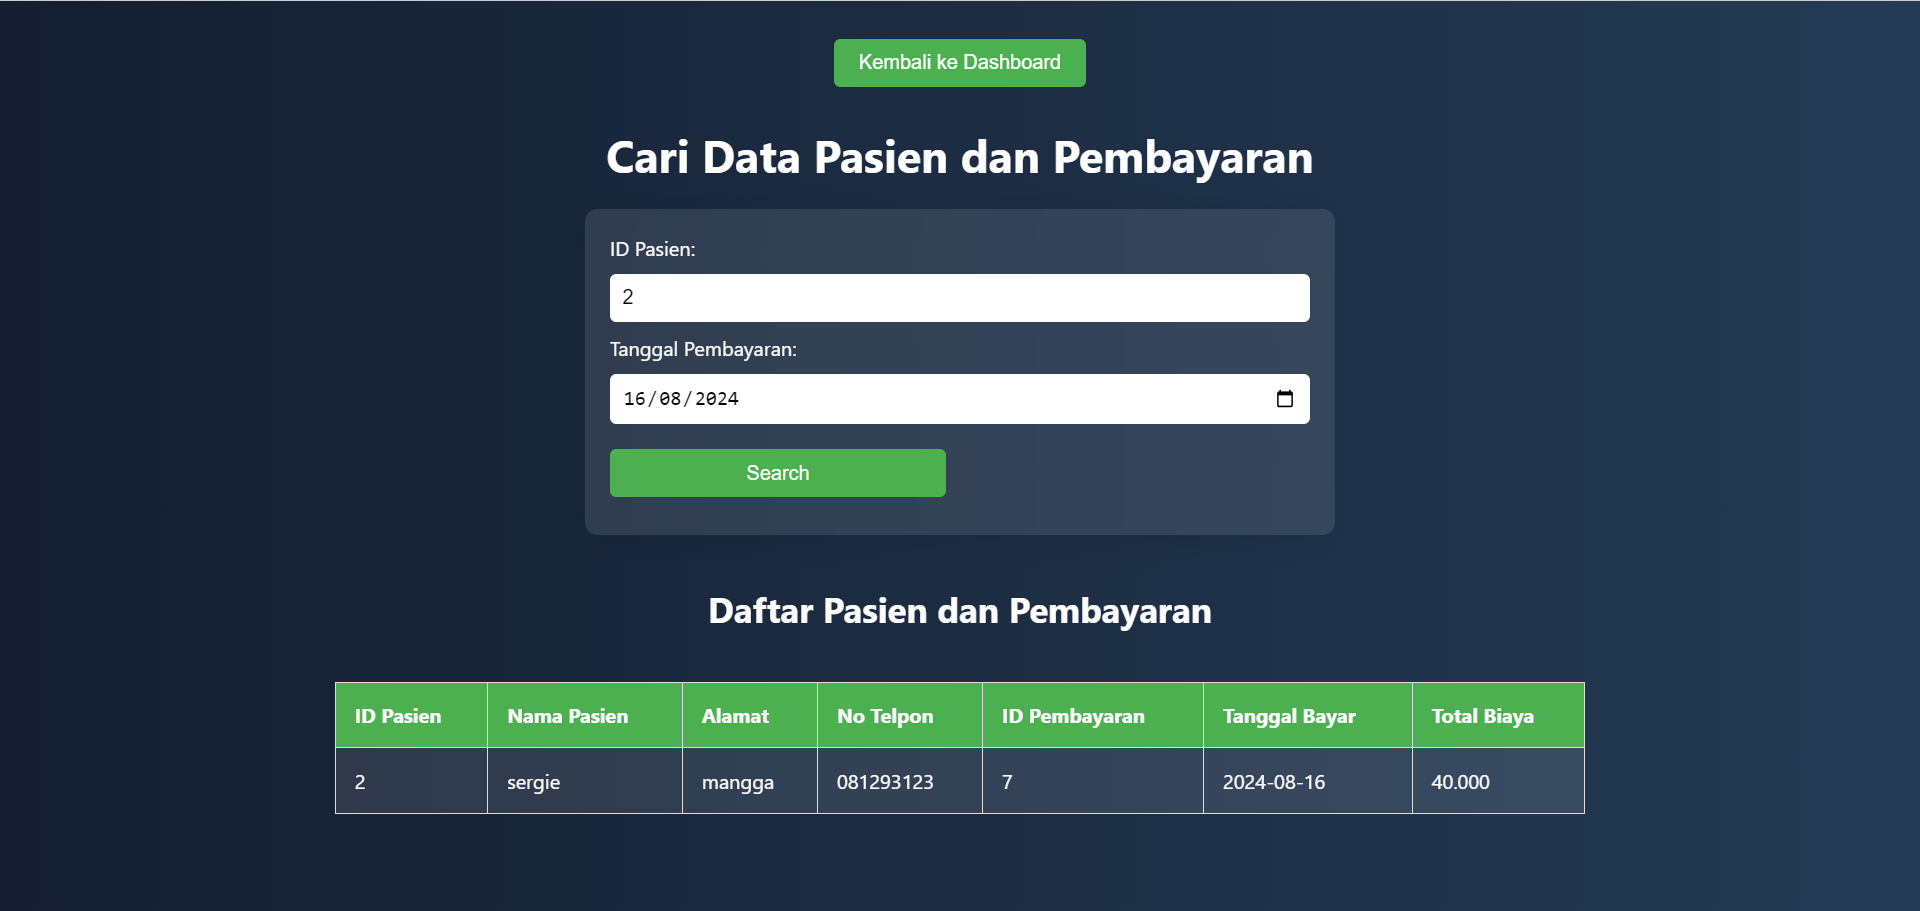 Kembali ke Dashboard
Cari Data Pasien dan Pembayaran
ID Pasien:
2
Tanggal Pembayaran:
16/08/2024
Search
Daftar Pasien dan Pembayaran
ID Pasien Nama Pasien Alamat No Telpon ID Pembayaran Tanggal Bayar Total Biaya
2 sergie mangga 081293123 7 2024-08-16 40.000